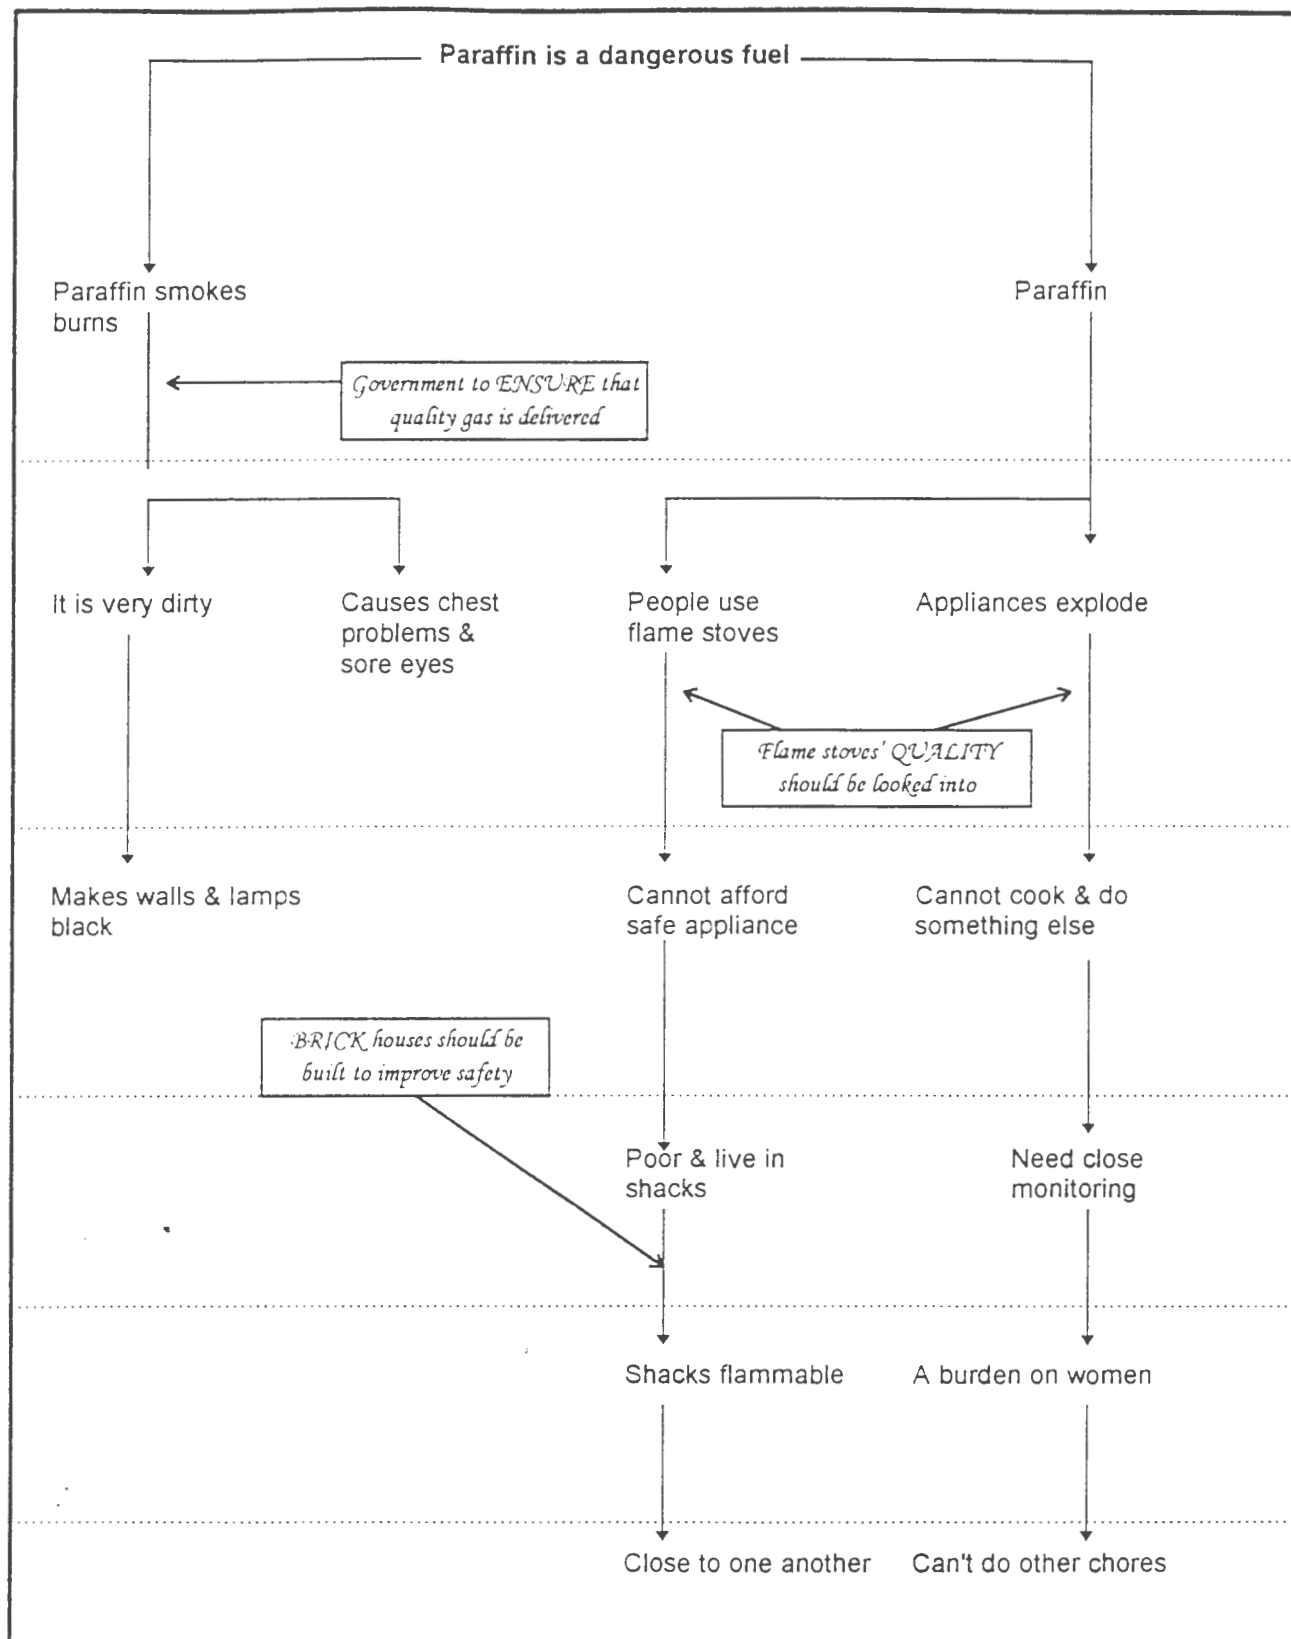 Paraffin is a dangerous fuel
Paraffin smokes
burns
Paraffin
Government to ENSURE that
quality gas is delivered
It is very dirty
Causes chest
problems &
sore eyes
People use
flame stoves
Appliances explode
Flame stoves' QUALITY
should be looked into
Makes walls & lamps
black
Cannot afford
safe appliance
Cannot cook & do
something else
BRICK houses should be
built to improve safety
Poor & live in
shacks
Need close
monitoring
Shacks flammable
A burden on women
Close to one another
Can't do other chores